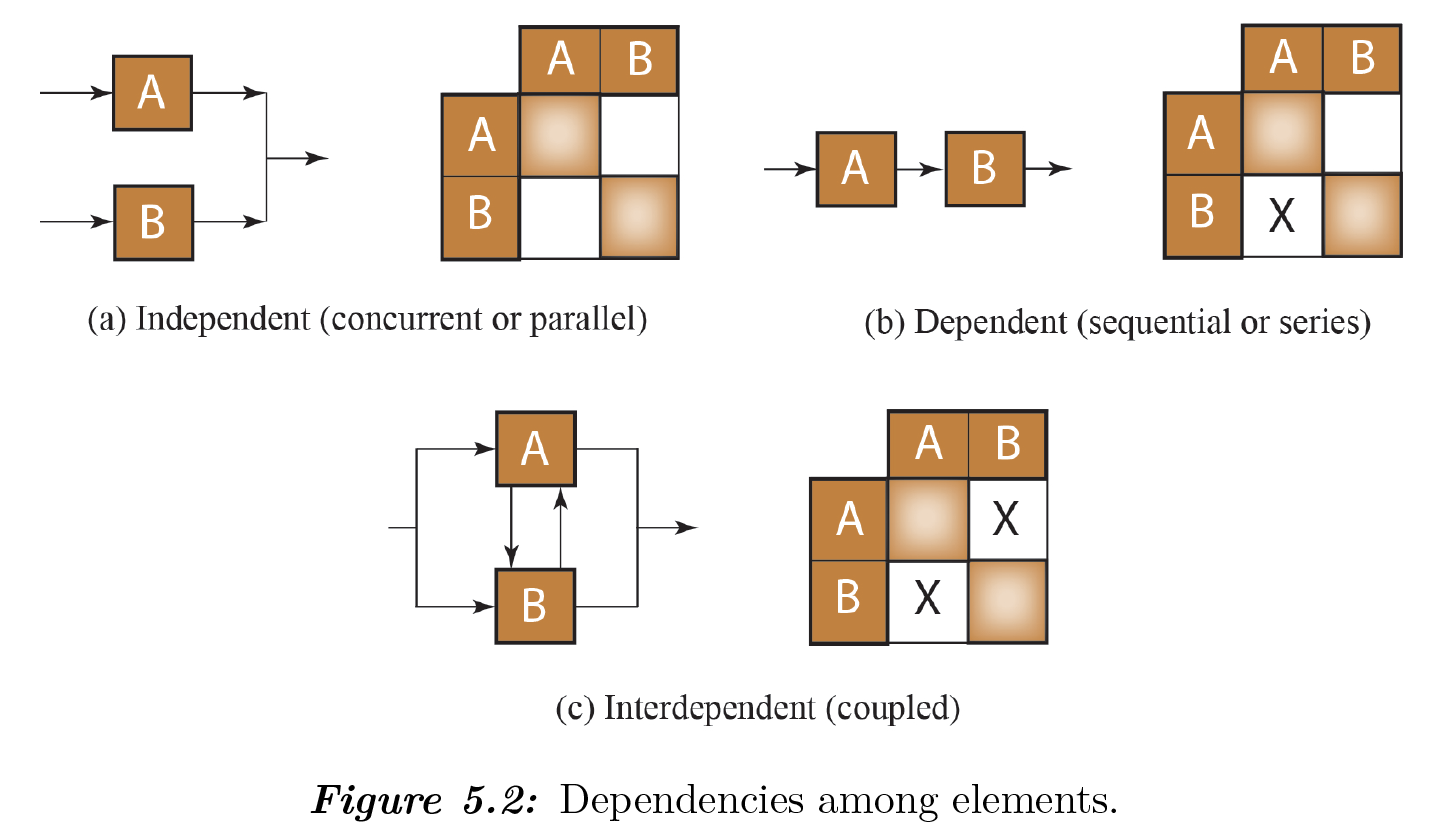 A
B
A B
A
B
(a) Independent (concurrent or parallel)
A B
A B
A
B X
(b) Dependent (sequential or series)
A
B
A B
A X
B X
(c) Interdependent (coupled)
Figure 5.2: Dependencies among elements.